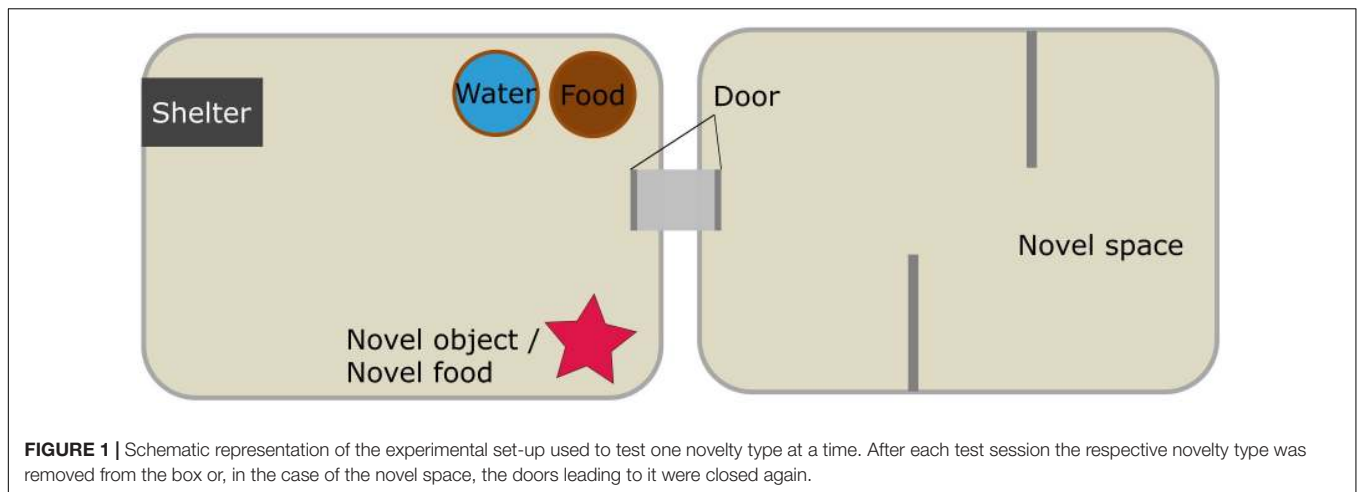 Shelter
Water
Food
Door
Novel space
Novel object /
Novel food
FIGURE 1 | Schematic representation of the experimental set-up used to test one novelty type at a time. After each test session the respective novelty type was
removed from the box or, in the case of the novel space, the doors leading to it were closed again.